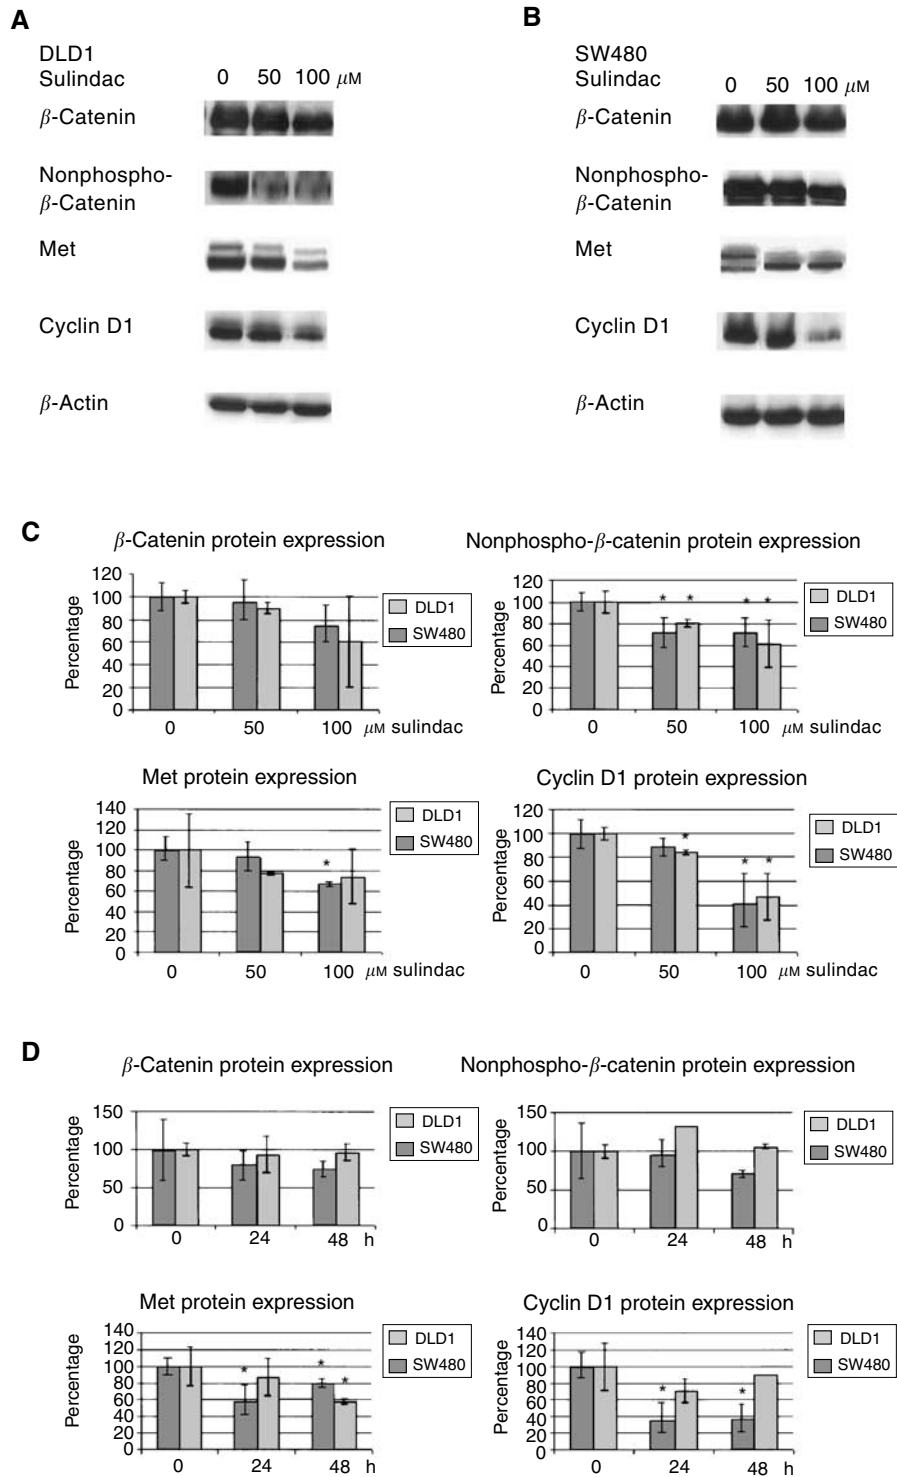 A
DLD1
Sulindac 0 50 100 μM
β-Catenin
Nonphospho-
β-Catenin
Met
Cyclin D1
β-Actin
B
SW480
Sulindac 0 50 100 μM
β-Catenin
Nonphospho-
β-Catenin
Met
Cyclin D1
β-Actin
C
β-Catenin protein expression
Percentage
120
100
80
60
40
20
0
0 50 100 μM sulindac
DLD1
SW480
Nonphospho-β-catenin protein expression
Percentage
120
100
80
60
40
20
0
* * * *
0 50 100 μM sulindac
DLD1
SW480
Met protein expression
Percentage
140
120
100
80
60
40
20
0
*
0 50 100 μM sulindac
DLD1
SW480
Cyclin D1 protein expression
Percentage
120
100
80
60
40
20
0
* * *
0 50 100 μM sulindac
DLD1
SW480
D
β-Catenin protein expression
Percentage
150
100
50
0
0 24 48 h
DLD1
SW480
Nonphospho-β-catenin protein expression
Percentage
150
100
50
0
0 24 48 h
DLD1
SW480
Met protein expression
Percentage
140
120
100
80
60
40
20
0
* * *
0 24 48 h
DLD1
SW480
Cyclin D1 protein expression
Percentage
140
120
100
80
60
40
20
0
* *
0 24 48 h
DLD1
SW480